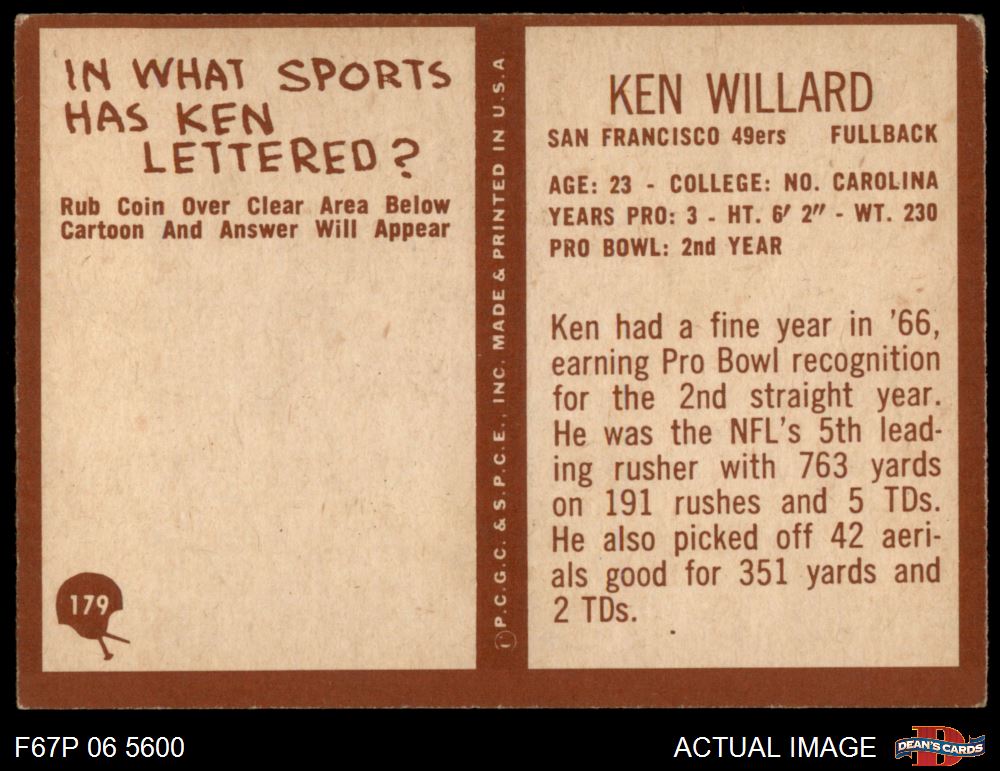 IN WHAT SPORTS
HAS KEN
LETTERED?
Rub Coin Over Clear Area Below
Cartoon And Answer Will Appear
179
© P.C.G.C. & S.P.C.E., INC. MADE & PRINTED IN U.S.A
KEN WILLARD
SAN FRANCISCO 49ers FULLBACK
AGE: 23 - COLLEGE: NO. CAROLINA
YEARS PRO: 3 - HT. 6′ 2″ - WT. 230
PRO BOWL: 2nd YEAR
Ken had a fine year in '66,
earning Pro Bowl recognition
for the 2nd straight year.
He was the NFL's 5th lead-
ing rusher with 763 yards
on 191 rushes and 5 TDs.
He also picked off 42 aeri-
als good for 351 yards and
2 TDs.
F67P 06 5600
ACTUAL IMAGE
D
DEAN'S CARDS